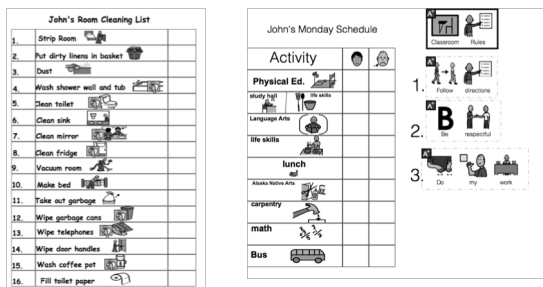 John's Room Cleaning List
1. Strip Room
2. Put dirty linens in basket
3. Dust
4. Wash shower wall and tub
5. Clean toilet
6. Clean sink
7. Clean mirror
8. Clean fridge
9. Vacuum room
10. Make bed
11. Take out garbage
12. Wipe garbage cans
13. Wipe telephones
14. Wipe door handles
15. Wash coffee pot
16. Fill toilet paper
John's Monday Schedule
Activity
Physical Ed.
study hall life skills
Language Arts
life skills
lunch
Alaska Native Arts
carpentry
math
Bus
Classroom Rules
1. Follow directions
2. B
Be respectful
3. Do my work